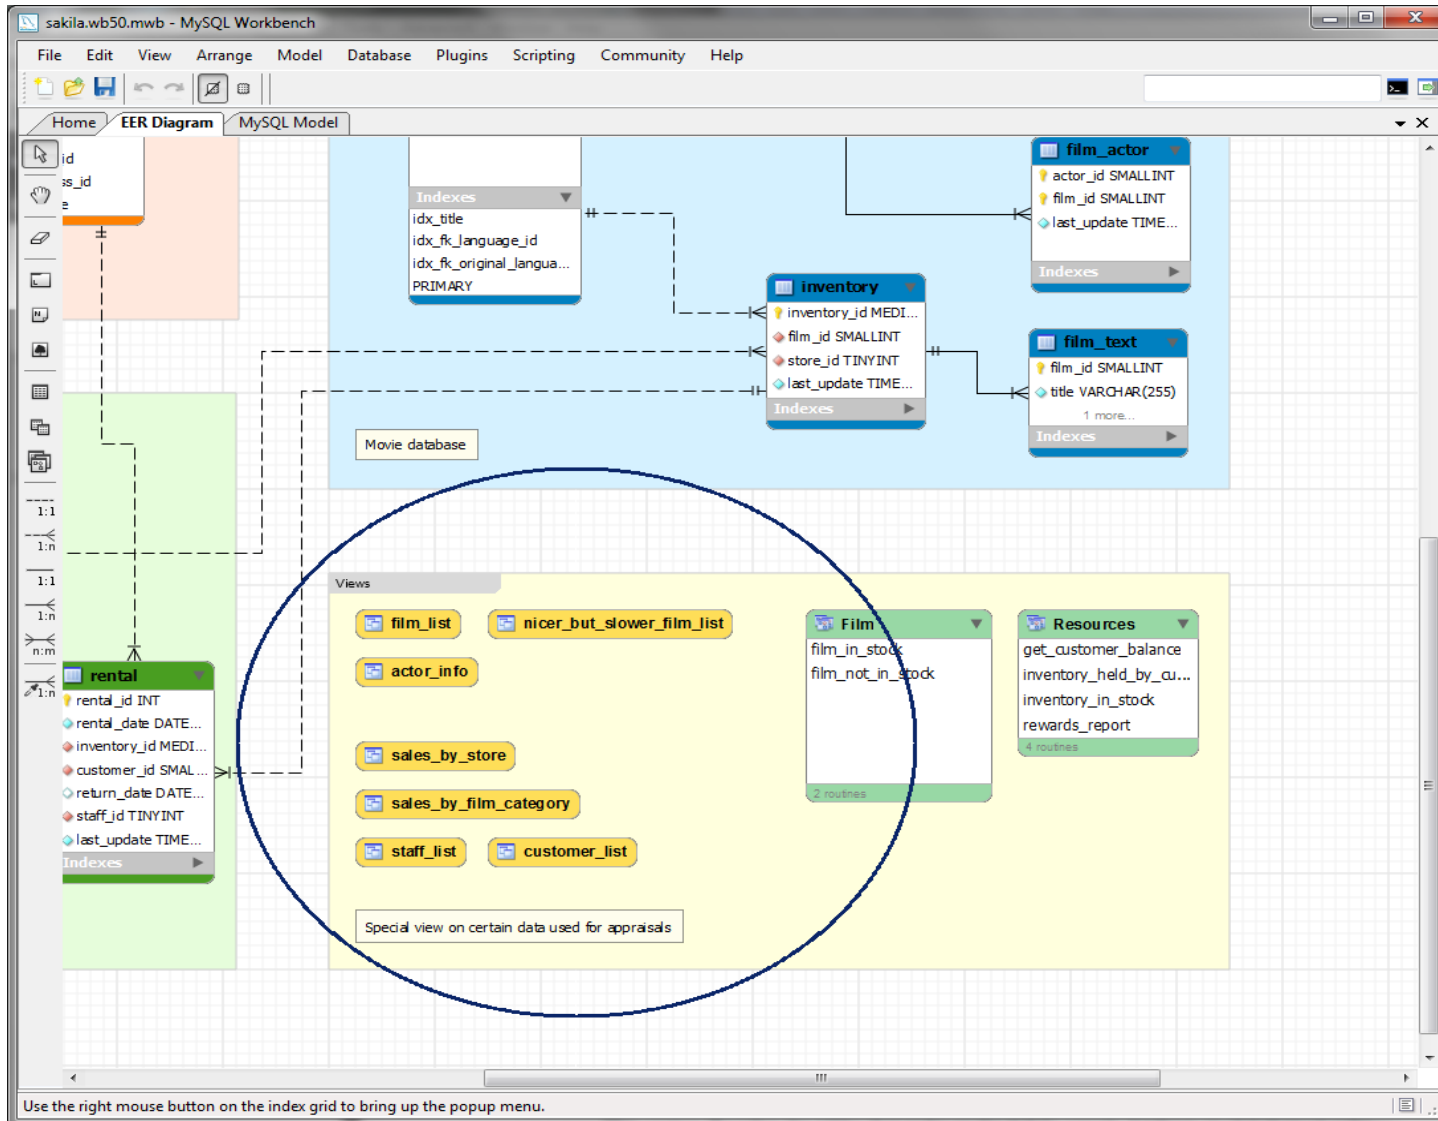 sakila.wb50.mwb - MySQL Workbench
File Edit View Arrange Model Database Plugins Scripting Community Help
Home EER Diagram MySQL Model
id
ss_id
e
Indexes
idx_title
idx_fk_language_id
idx_fk_original_langua...
PRIMARY
film_actor
actor_id SMALLINT
film_id SMALLINT
last_update TIME...
Indexes
inventory
inventory_id MEDI...
film_id SMALLINT
store_id TINYINT
last_update TIME...
Indexes
film_text
film_id SMALLINT
title VARCHAR(255)
1 more...
Indexes
Movie database
1:1
1:n
1:1
1:n
n:m
1:n
rental
rental_id INT
rental_date DATE...
inventory_id MEDI...
customer_id SMAL...
return_date DATE...
staff_id TINYINT
last_update TIME...
Indexes
Views
film_list nicer_but_slower_film_list
actor_info
sales_by_store
sales_by_film_category
staff_list customer_list
Special view on certain data used for appraisals
Film
film_in_stock
film_not_in_stock
2 routines
Resources
get_customer_balance
inventory_held_by_cu...
inventory_in_stock
rewards_report
4 routines
Use the right mouse button on the index grid to bring up the popup menu.